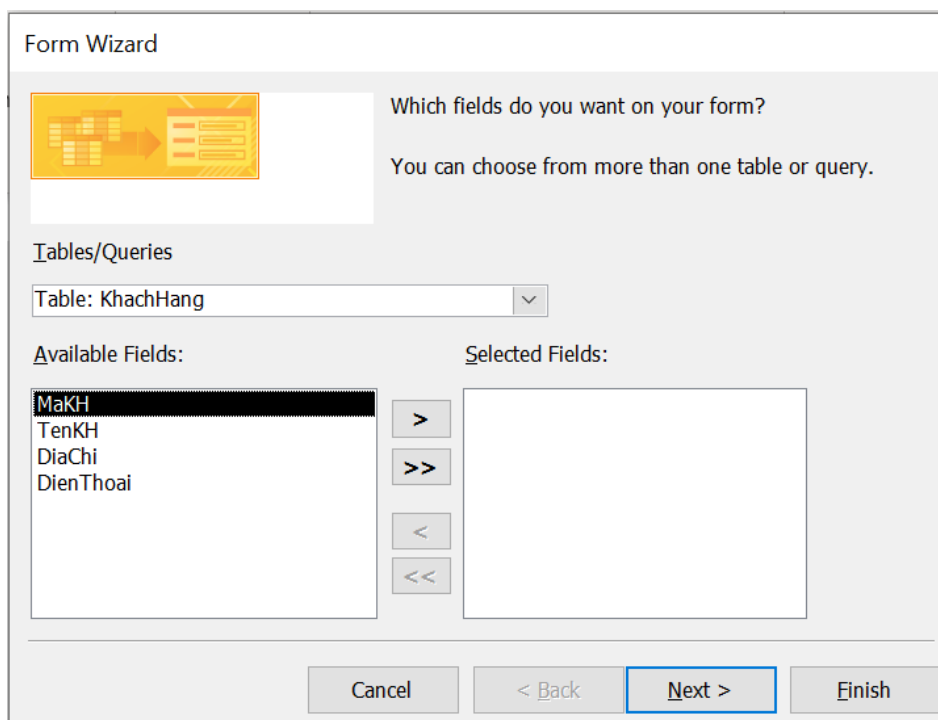 Form Wizard
Which fields do you want on your form?
You can choose from more than one table or query.
Tables/Queries
Table: KhachHang
Available Fields:
Selected Fields:
MaKH
TenKH
DiaChi
DienThoai
>
>>
<
<<
Cancel
< Back
Next >
Finish